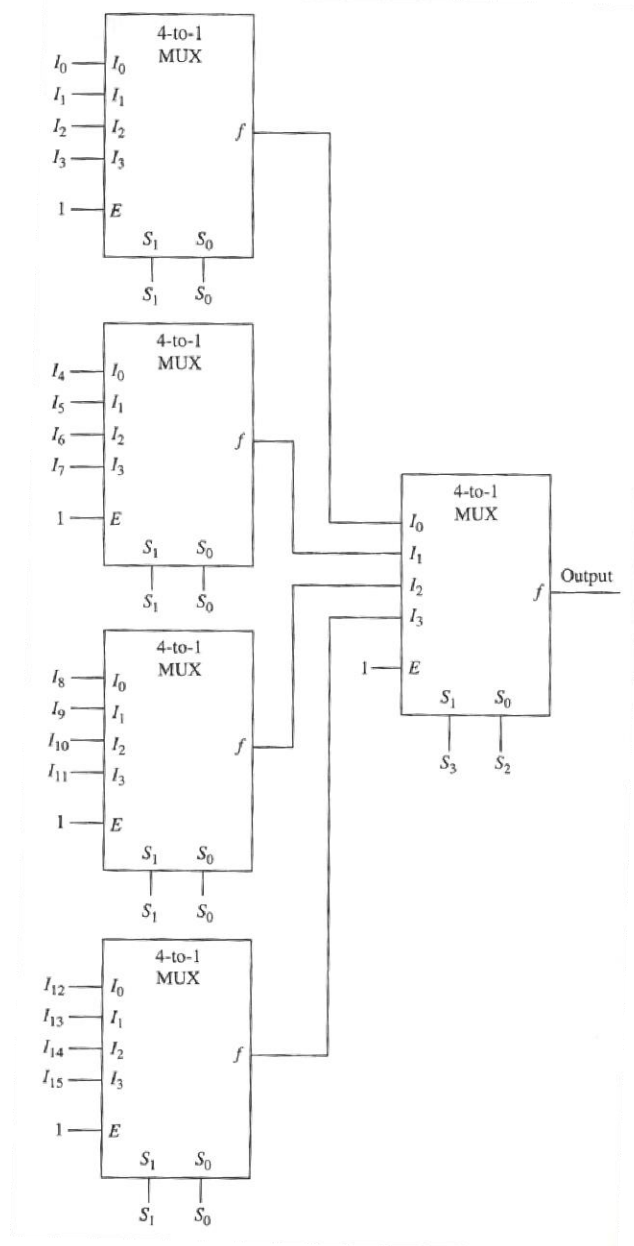 4-to-1
MUX
I₀ I₀
I₁ I₁
I₂ I₂
I₃ I₃
f
1 E
S₁ S₀
S₁ S₀
4-to-1
MUX
I₄ I₀
I₅ I₁
I₆ I₂
I₇ I₃
f
1 E
S₁ S₀
S₁ S₀
4-to-1
MUX
I₈ I₀
I₉ I₁
I₁₀ I₂
I₁₁ I₃
f
1 E
S₁ S₀
S₁ S₀
4-to-1
MUX
I₁₂ I₀
I₁₃ I₁
I₁₄ I₂
I₁₅ I₃
f
1 E
S₁ S₀
S₁ S₀
4-to-1
MUX
I₀
I₁
I₂
I₃
f Output
1 E
S₁ S₀
S₃ S₂